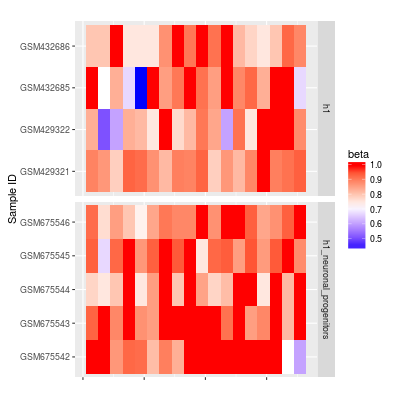 Sample ID
GSM432686
GSM432685
GSM429322
GSM429321
h1
GSM675546
GSM675545
GSM675544
GSM675543
GSM675542
h1_neuronal_progenitors
beta
1.0
0.9
0.8
0.7
0.6
0.5